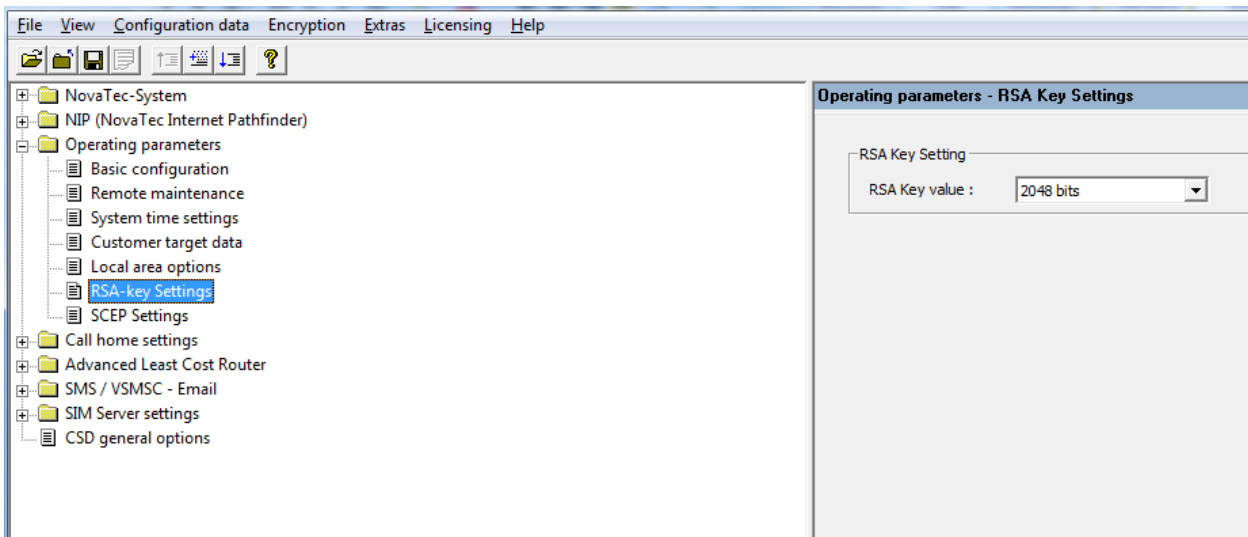 File View Configuration data Encryption Extras Licensing Help
NovaTec-System
NIP (NovaTec Internet Pathfinder)
Operating parameters
Basic configuration
Remote maintenance
System time settings
Customer target data
Local area options
RSA-key Settings
SCEP Settings
Call home settings
Advanced Least Cost Router
SMS / VSMSC - Email
SIM Server settings
CSD general options
Operating parameters - RSA Key Settings
RSA Key Setting
RSA Key value : 2048 bits